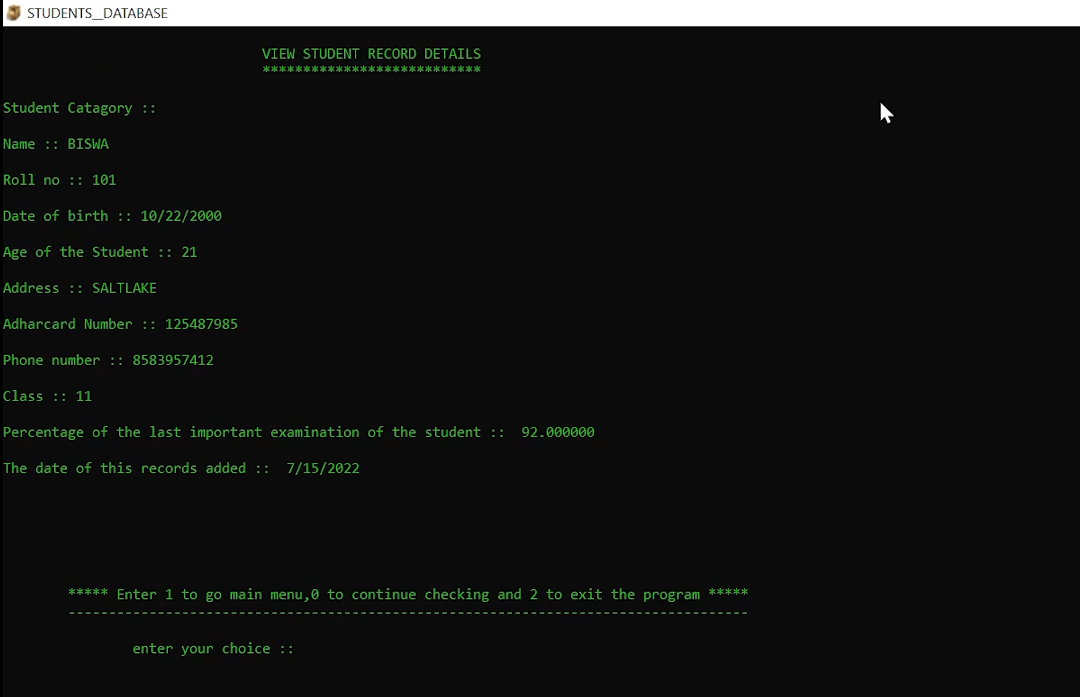 STUDENTS__DATABASE
VIEW STUDENT RECORD DETAILS
***************************
Student Catagory ::
Name :: BISWA
Roll no :: 101
Date of birth :: 10/22/2000
Age of the Student :: 21
Address :: SALTLAKE
Adharcard Number :: 125487985
Phone number :: 8583957412
Class :: 11
Percentage of the last important examination of the student ::  92.000000
The date of this records added ::  7/15/2022
***** Enter 1 to go main menu,0 to continue checking and 2 to exit the program *****
------------------------------------------------------------------------------------
enter your choice ::